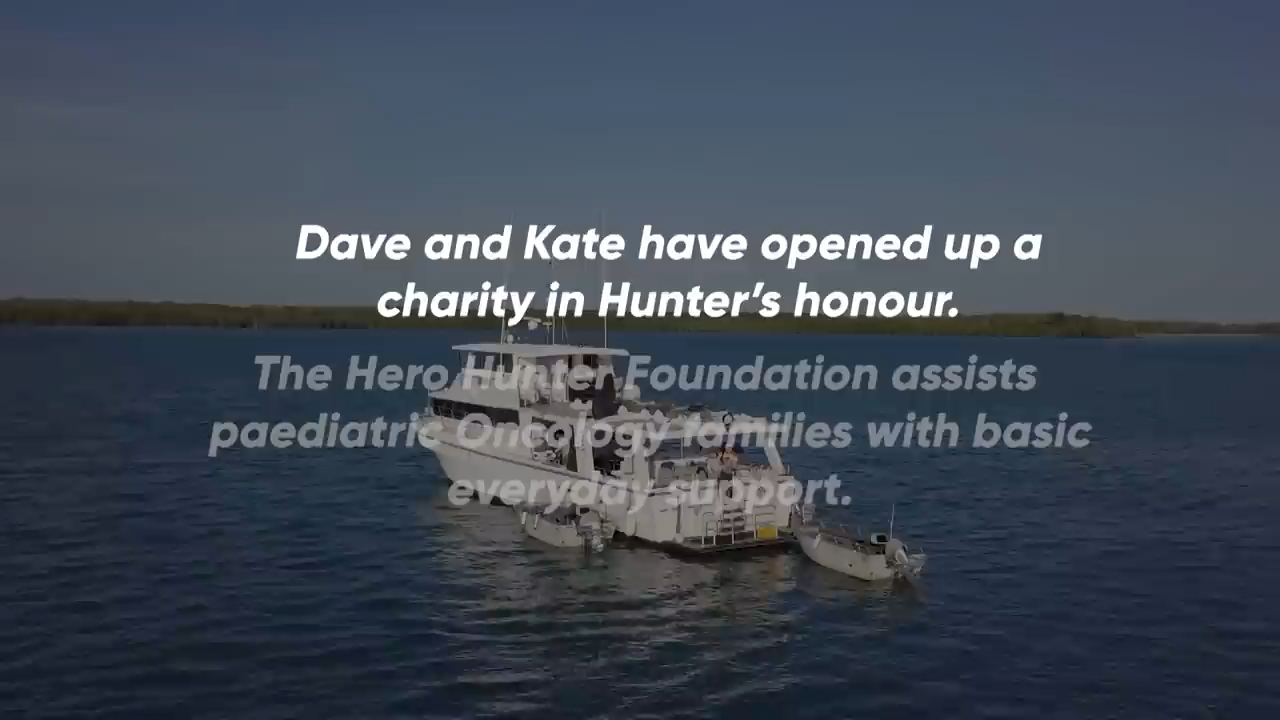 Dave and Kate have opened up a
charity in Hunter's honour.
The Hero Hunter Foundation assists
paediatric Oncology families with basic
everyday support.